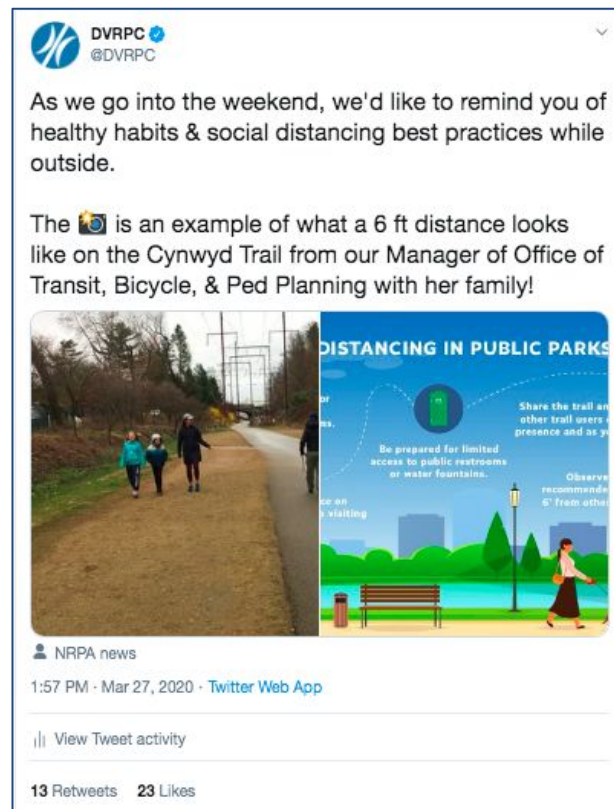 DVRPC
@DVRPC
As we go into the weekend, we'd like to remind you of
healthy habits & social distancing best practices while
outside.
The 📸 is an example of what a 6 ft distance looks
like on the Cynwyd Trail from our Manager of Office of
Transit, Bicycle, & Ped Planning with her family!
DISTANCING IN PUBLIC PARKS
Be prepared for limited
access to public restrooms
or water fountains.
Share the trail an
other trail users
presence and as y
ce on
visiting
Observe
recommende
6' from othe
NRPA news
1:57 PM · Mar 27, 2020 · Twitter Web App
View Tweet activity
13 Retweets 23 Likes